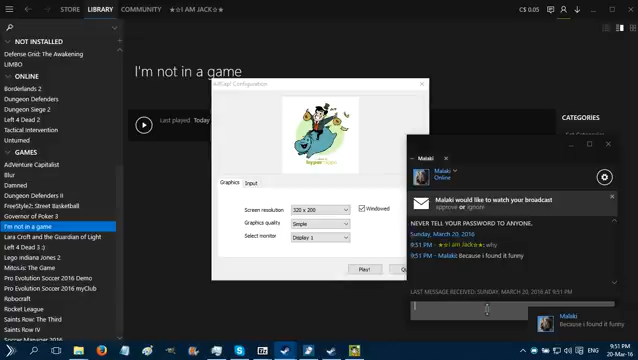 STORE LIBRARY COMMUNITY ★☆I AM JACK☆★
C$ 0.05
NOT INSTALLED
Defense Grid: The Awakening
LIMBO
ONLINE
Borderlands 2
Dungeon Defenders
Dungeon Siege 2
Left 4 Dead 2
Tactical Intervention
Unturned
GAMES
AdVenture Capitalist
Blur
Damned
Dungeon Defenders II
FreeStyle2: Street Basketball
Governor of Poker 3
I'm not in a game
Lara Croft and the Guardian of Light
Left 4 Dead 3 :)
Lego Indiana Jones 2
Mitos.is: The Game
Pro Evolution Soccer 2016 Demo
Pro Evolution Soccer 2016 myClub
Robocraft
Rocket League
Saints Row: The Third
Saints Row IV
I'm not in a game
Last played Today
CATEGORIES
Configuration
Graphics Input
Screen resolution 320 x 200 Windowed
Graphics quality Simple
Select monitor Display 1
Play!
Malaki
Malaki
Online
Malaki would like to watch your broadcast
approve or ignore
NEVER TELL YOUR PASSWORD TO ANYONE.
Sunday, March 20, 2016
9:51 PM - ★☆I am Jack☆★: why
9:51 PM - Malaki: Because i found it funny
LAST MESSAGE RECEIVED: SUNDAY, MARCH 20, 2016 AT 9:51 PM
Malaki
Because i found it funny
ENG
9:51 PM
20-Mar-16